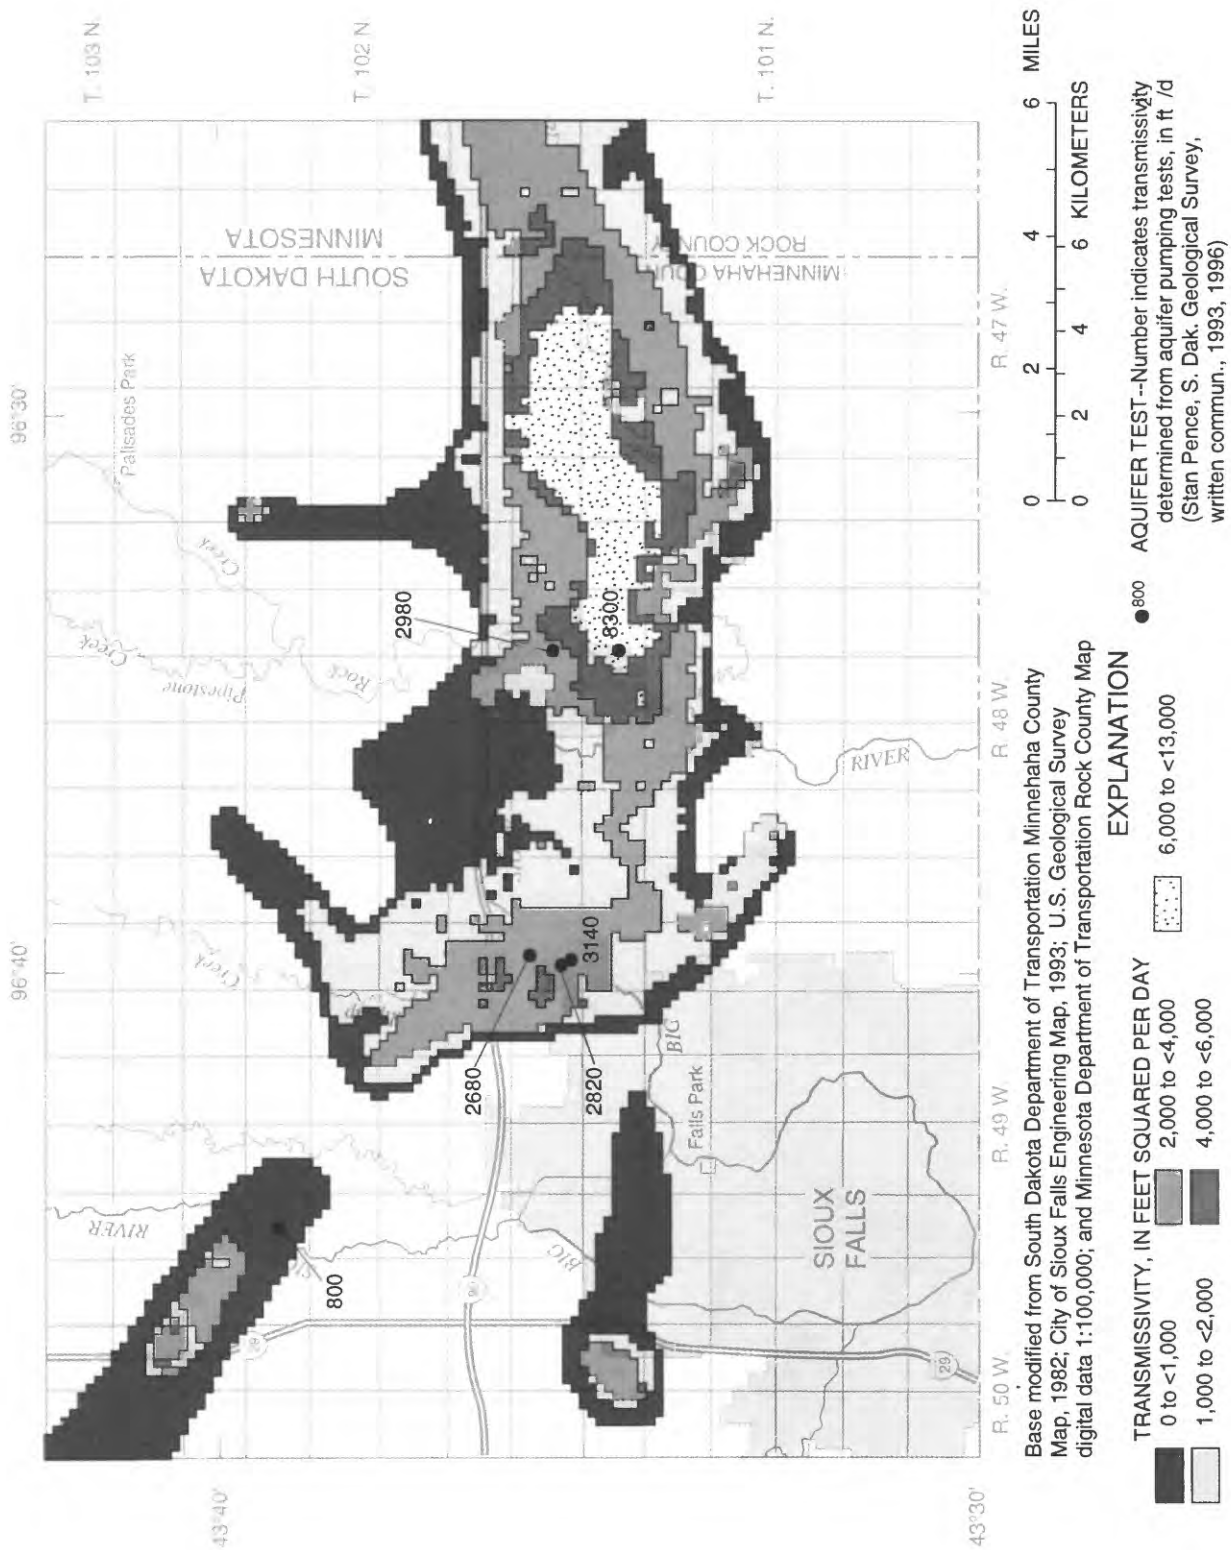 96°40'
96°30'
43°40'
43°30'
T. 103 N.
T. 102 N.
T. 101 N.
R. 50 W.
R. 49 W.
R. 48 W.
R. 47 W.
Palisades Park
Pipestone
Creek
Rock
Creek
Creek
RIVER
BIG
BIG
RIVER
29
90
29
SIOUX
FALLS
Falls Park
SOUTH DAKOTA
MINNESOTA
ROCK COUNTY
800
2680
2820
3140
2980
8300
0 2 4 6 MILES
0 2 4 6 KILOMETERS
Base modified from South Dakota Department of Transportation Minnehaha County
Map, 1982; City of Sioux Falls Engineering Map, 1993; U.S. Geological Survey
digital data 1:100,000; and Minnesota Department of Transportation Rock County Map
EXPLANATION
TRANSMISSIVITY, IN FEET SQUARED PER DAY
0 to <1,000
1,000 to <2,000
2,000 to <4,000
4,000 to <6,000
6,000 to <13,000
800 AQUIFER TEST--Number indicates transmissivity
determined from aquifer pumping tests, in ft²/d
(Stan Pence, S. Dak. Geological Survey,
written commun., 1993, 1996)